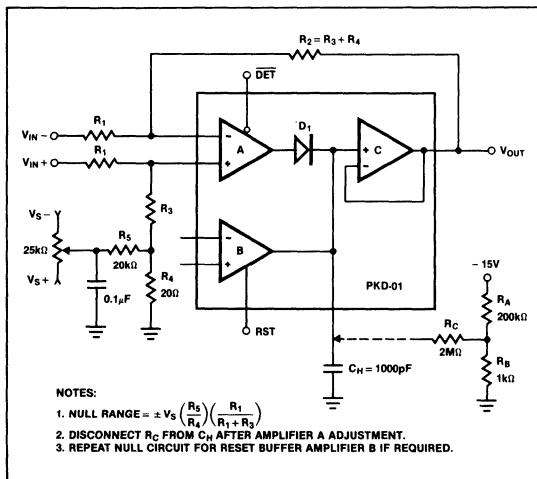 R2 = R3 + R4
DET
R1
D1
VIN–
–
A
+
–
C
+
VOUT
VIN+
R1
R3
VS–
R5
25kΩ
20kΩ
VS+
0.1μF
R4
20Ω
–
B
+
PKD-01
RST
– 15V
RA
200kΩ
RC
2MΩ
RB
1kΩ
CH = 1000pF
NOTES:
1. NULL RANGE = ± VS (R5/R4) (R1/R1 + R3)
2. DISCONNECT RC FROM CH AFTER AMPLIFIER A ADJUSTMENT.
3. REPEAT NULL CIRCUIT FOR RESET BUFFER AMPLIFIER B IF REQUIRED.